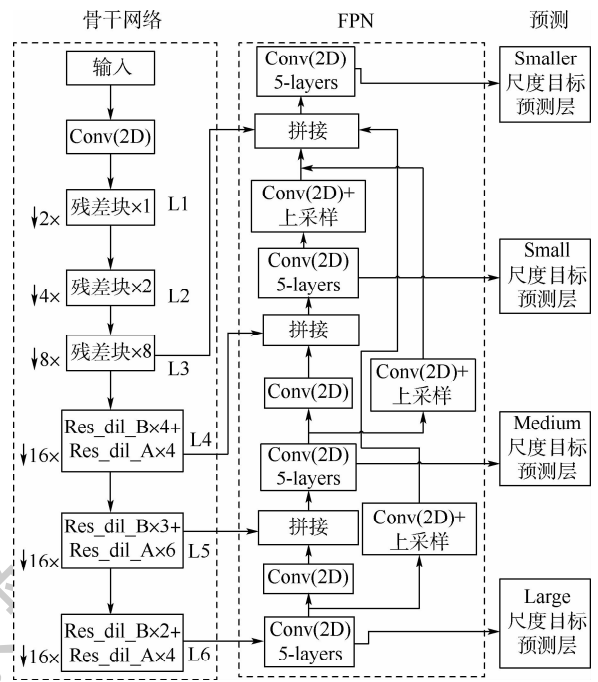 骨干网络
FPN
预测
输入
Conv(2D)
残差块×1
L1
↓2×
残差块×2
L2
↓4×
残差块×8
L3
↓8×
Res_dil_B×4+
Res_dil_A×4
L4
↓16×
Res_dil_B×3+
Res_dil_A×6
L5
↓16×
Res_dil_B×2+
Res_dil_A×4
L6
↓16×
Conv(2D)
5-layers
拼接
Conv(2D)+
上采样
Conv(2D)
5-layers
拼接
Conv(2D)
Conv(2D)+
上采样
Conv(2D)
5-layers
拼接
Conv(2D)+
上采样
Conv(2D)
Conv(2D)
5-layers
Smaller
尺度目标
预测层
Small
尺度目标
预测层
Medium
尺度目标
预测层
Large
尺度目标
预测层